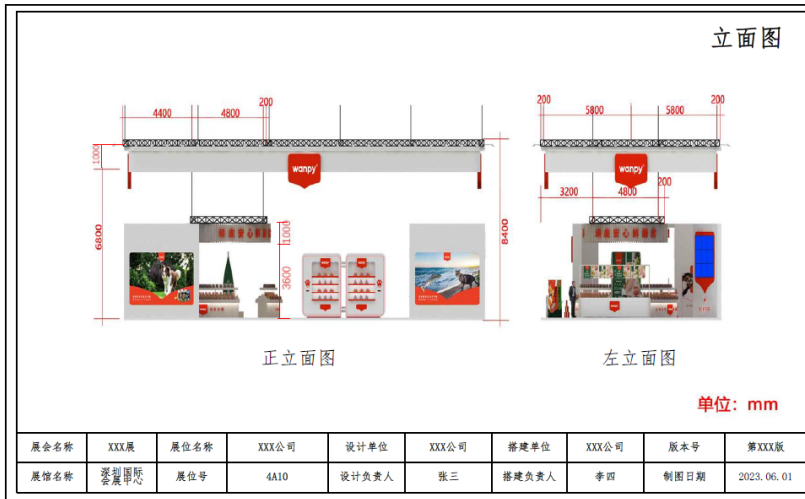 立面图
200
4400
4800
200
5800
5800
200
1000
wanpy
wanpy
3200
4800
200
6800
1000
3600
8400
正立面图
左立面图
单位：mm
展会名称 XXX展 展位名称 XXX公司 设计单位 XXX公司 搭建单位 XXX公司 版本号 第XXX版
展馆名称 深圳国际会展中心 展位号 4A10 设计负责人 张三 搭建负责人 李四 制图日期 2023.06.01